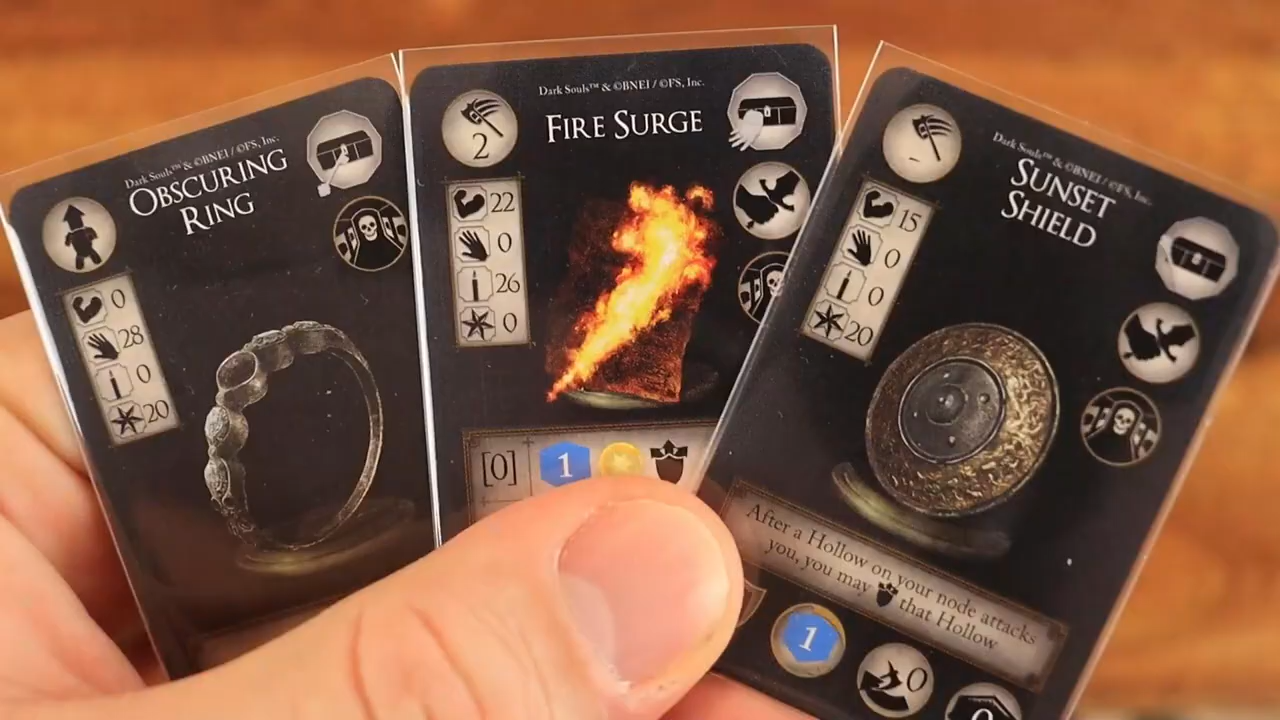 Dark Souls™ & ©BNEI / ©FS, Inc.
OBSCURING
RING
0
28
0
20
Dark Souls™ & ©BNEI / ©FS, Inc.
FIRE SURGE
2
22
0
26
0
[0]
1
Dark Souls™ & ©BNEI / ©FS, Inc.
SUNSET
SHIELD
-
15
0
0
20
After a Hollow on your node attacks
you, you may that Hollow
1
0
0